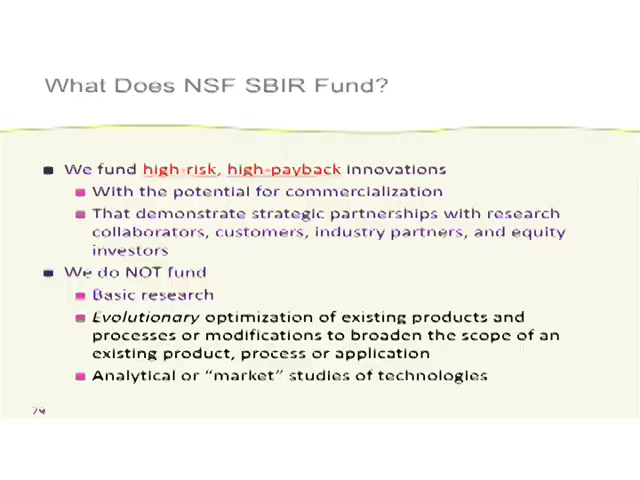 What Does NSF SBIR Fund?
We fund high-risk, high-payback innovations
With the potential for commercialization
That demonstrate strategic partnerships with research
collaborators, customers, industry partners, and equity
investors
We do NOT fund
Basic research
Evolutionary optimization of existing products and
processes or modifications to broaden the scope of an
existing product, process or application
Analytical or “market” studies of technologies
29